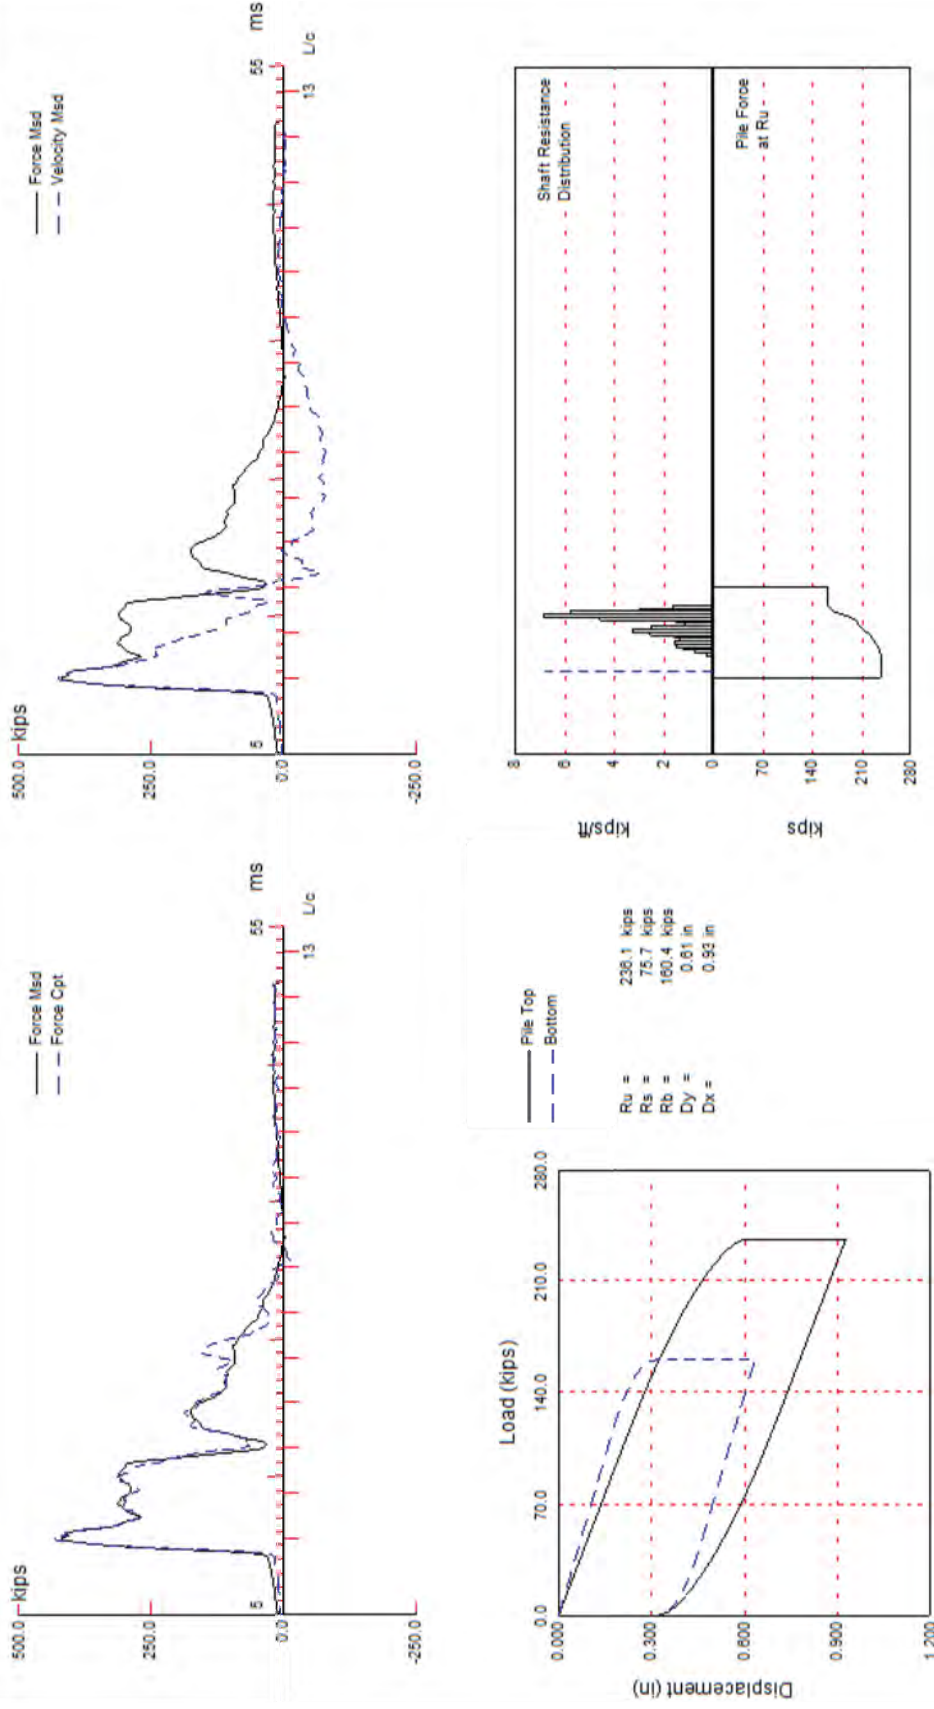 500.0
kips
250.0
0.0
-250.0
5
55
ms
13
L/c
Force Msd
Force Cpt
500.0
kips
250.0
0.0
-250.0
5
55
ms
13
L/c
Force Msd
Velocity Msd
Load (kips)
0.0
70.0
140.0
210.0
280.0
0.000
0.300
0.600
0.900
1.200
Displacement (in)
Pile Top
Bottom
Ru = 236.1 kips
Rs = 75.7 kips
Rb = 160.4 kips
Dy = 0.61 in
Dx = 0.93 in
8
6
4
2
0
70
140
210
280
kips/ft
kips
Shaft Resistance
Distribution
Pile Force
at Ru